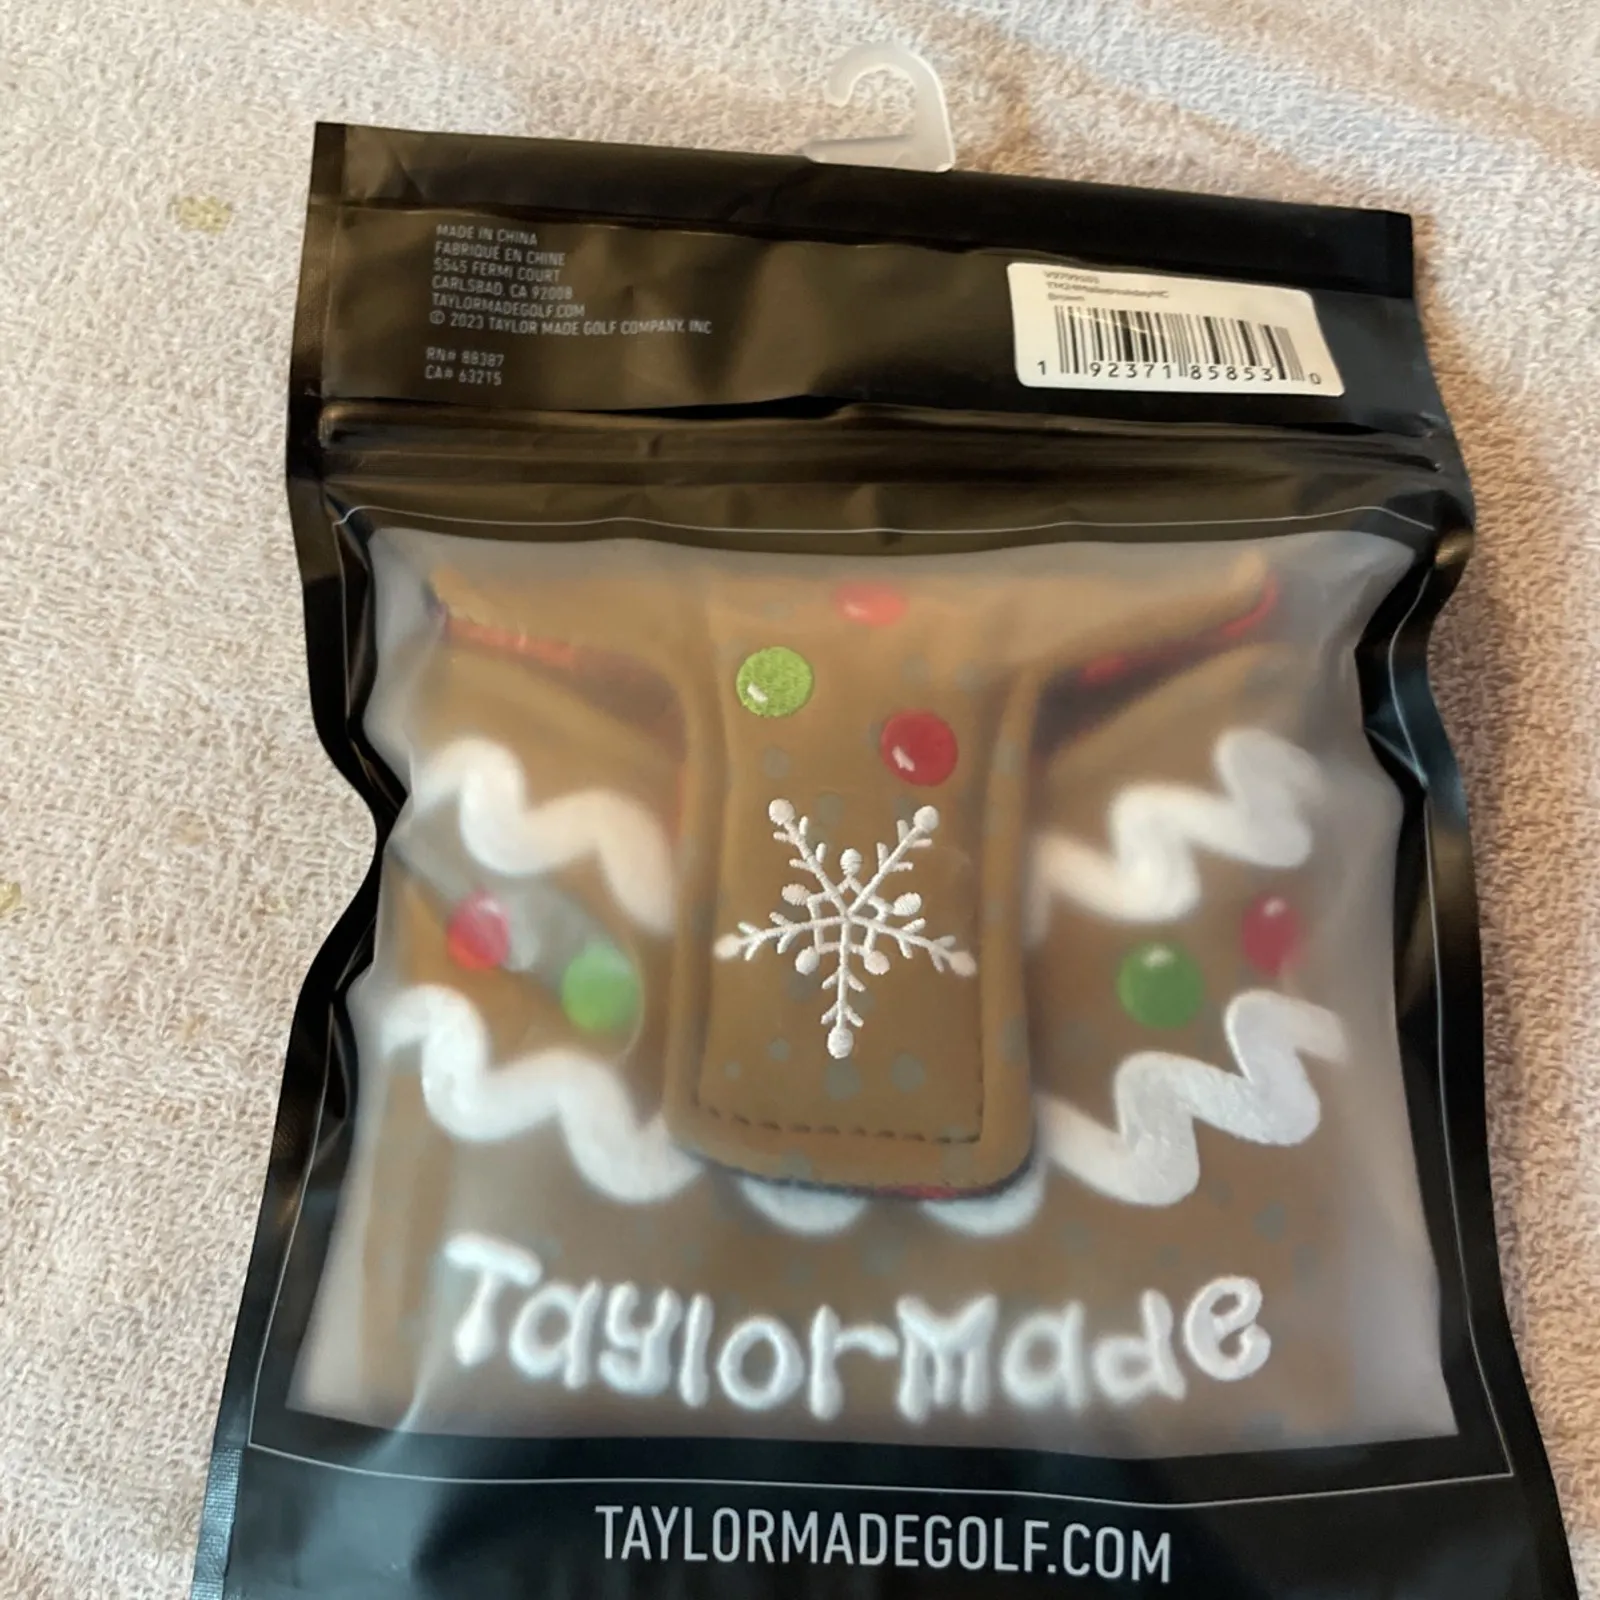 MADE IN CHINA
FABRIQUE EN CHINE
5545 FERMI COURT
CARLSBAD, CA 92008
TAYLORMADEGOLF.COM
© 2023 TAYLOR MADE GOLF COMPANY, INC
RN# 88387
CA# 63215
Brown
1 92371 85853 0
TaylorMade
TAYLORMADEGOLF.COM